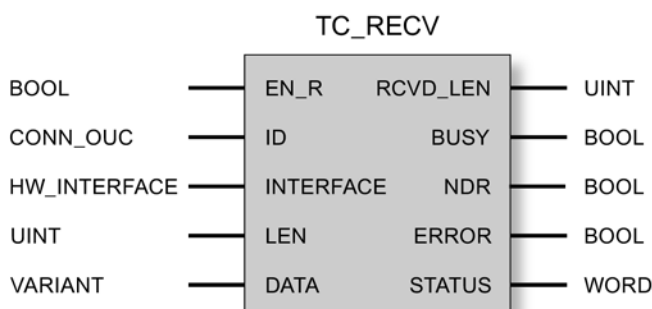 TC_RECV
BOOL EN_R RCVD_LEN UINT
CONN_OUC ID BUSY BOOL
HW_INTERFACE INTERFACE NDR BOOL
UINT LEN ERROR BOOL
VARIANT DATA STATUS WORD